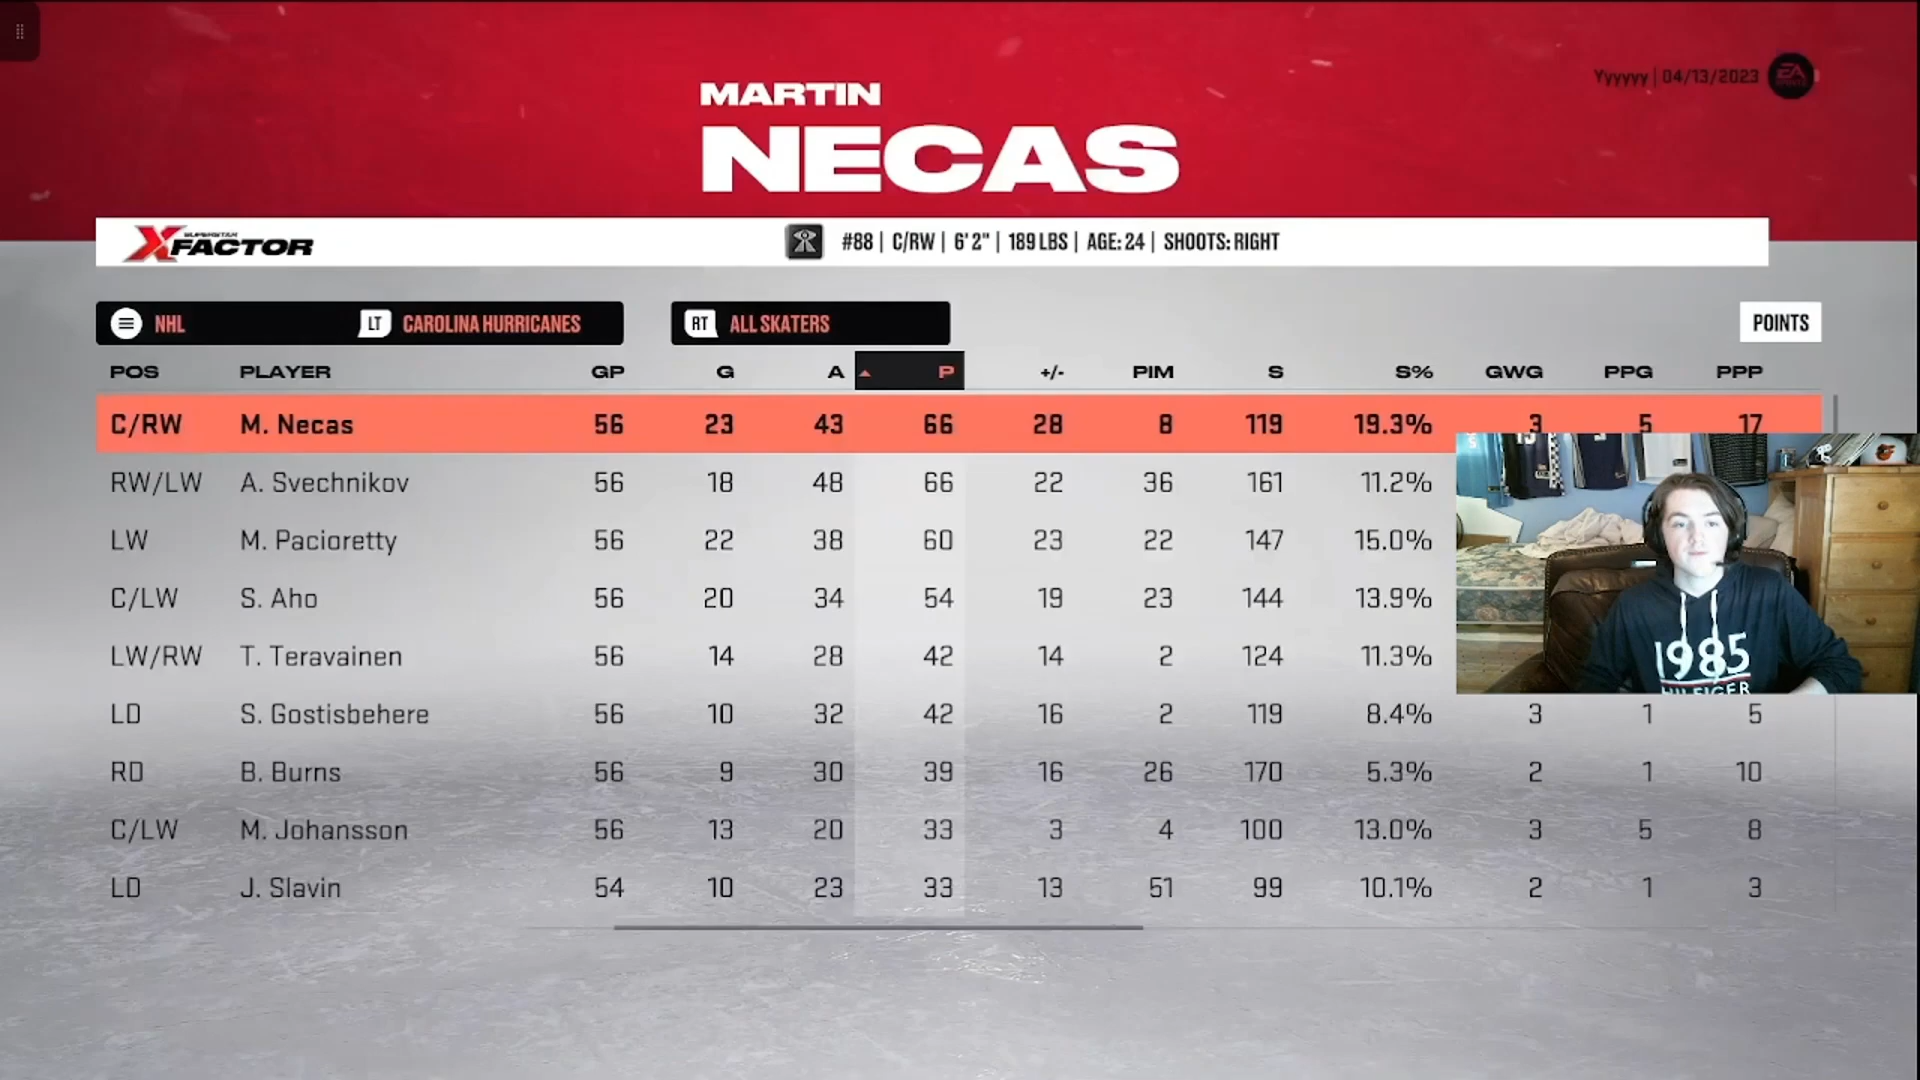 MARTIN
NECAS
Yyyyyy | 04/13/2023
EA
SUPERSTAR
X FACTOR
#88 | C/RW | 6' 2" | 189 LBS | AGE: 24 | SHOOTS: RIGHT
NHL LT CAROLINA HURRICANES RT ALL SKATERS POINTS
POS PLAYER GP G A P +/- PIM S S% GWG PPG PPP
C/RW M. Necas 56 23 43 66 28 8 119 19.3% 3 5 17
RW/LW A. Svechnikov 56 18 48 66 22 36 161 11.2%
LW M. Pacioretty 56 22 38 60 23 22 147 15.0%
C/LW S. Aho 56 20 34 54 19 23 144 13.9%
LW/RW T. Teravainen 56 14 28 42 14 2 124 11.3%
1985
HILFIGER
LD S. Gostisbehere 56 10 32 42 16 2 119 8.4% 3 1 5
RD B. Burns 56 9 30 39 16 26 170 5.3% 2 1 10
C/LW M. Johansson 56 13 20 33 3 4 100 13.0% 3 5 8
LD J. Slavin 54 10 23 33 13 51 99 10.1% 2 1 3